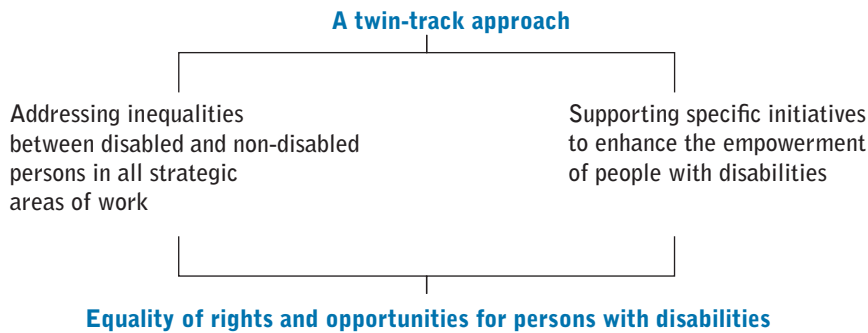 A twin-track approach
Addressing inequalities
between disabled and non-disabled
persons in all strategic
areas of work
Supporting specific initiatives
to enhance the empowerment
of people with disabilities
Equality of rights and opportunities for persons with disabilities